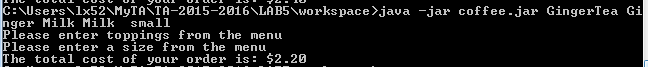 C:\Users\lx52\MyTA\TA-2015-2016\LAB5\workspace>java -jar coffee.jar GingerTea Gi
nger Milk Milk  small
Please enter toppings from the menu
Please enter a size from the menu
The total cost of your order is: $2.20